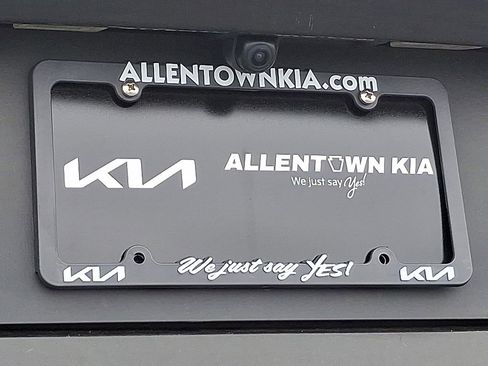 ALLENTOWNKIA.com
KIA
ALLENTOWN KIA
We just say Yes!
KIA
We just say YES!
KIA